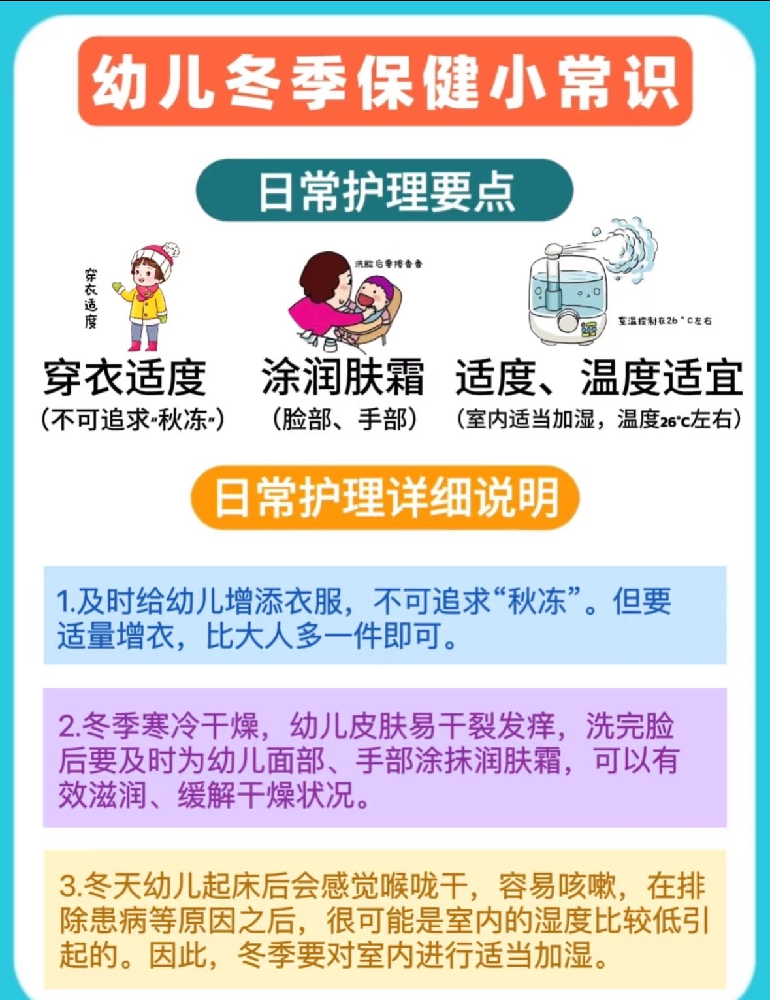 幼儿冬季保健小常识
日常护理要点
穿衣适度
洗脸后要擦香香
室温控制在26°C左右
穿衣适度
涂润肤霜
适度、温度适宜
（不可追求“秋冻”）
（脸部、手部）
（室内适当加湿，温度26℃左右）
日常护理详细说明
1.及时给幼儿增添衣服，不可追求“秋冻”。但要
适量增衣，比大人多一件即可。
2.冬季寒冷干燥，幼儿皮肤易干裂发痒，洗完脸
后要及时为幼儿面部、手部涂抹润肤霜，可以有
效滋润、缓解干燥状况。
3.冬天幼儿起床后会感觉喉咙干，容易咳嗽，在排
除患病等原因之后，很可能是室内的湿度比较低引
起的。因此，冬季要对室内进行适当加湿。